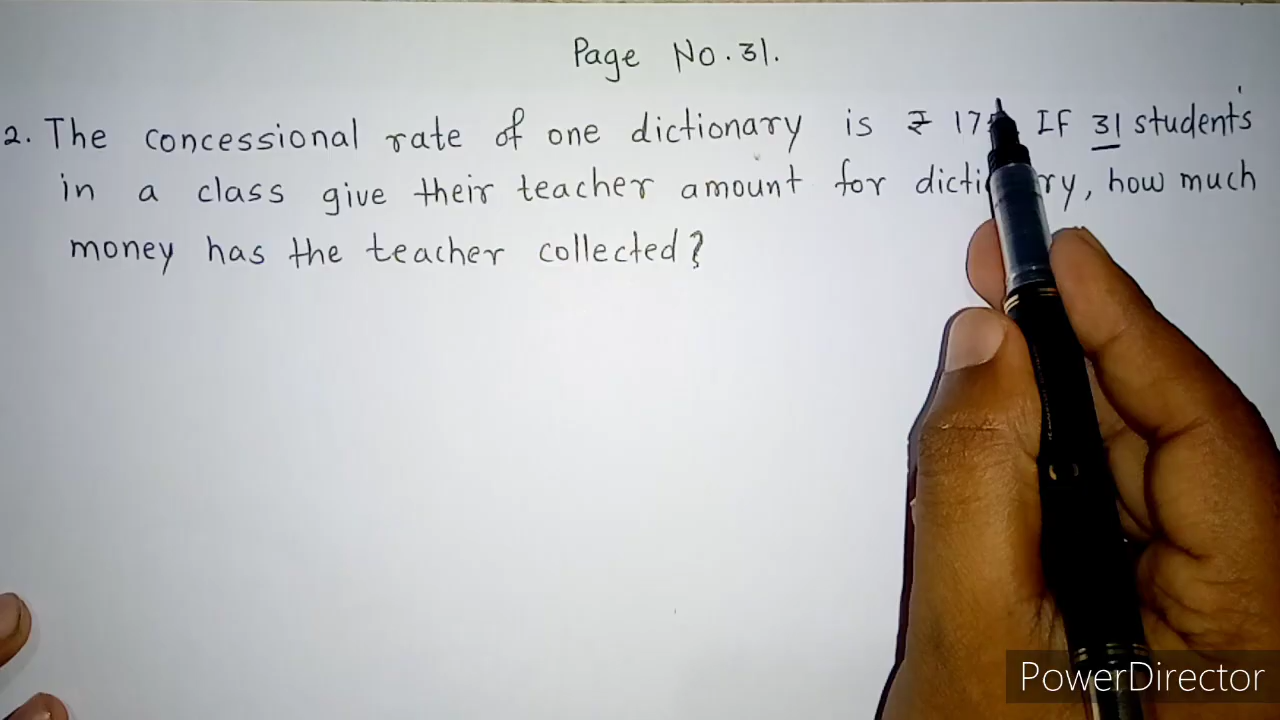 Page No. 31.
2. The concessional rate of one dictionary is ₹ IF 31 students
in a class give their teacher amount for how much
money has the teacher collected?
PowerDirector